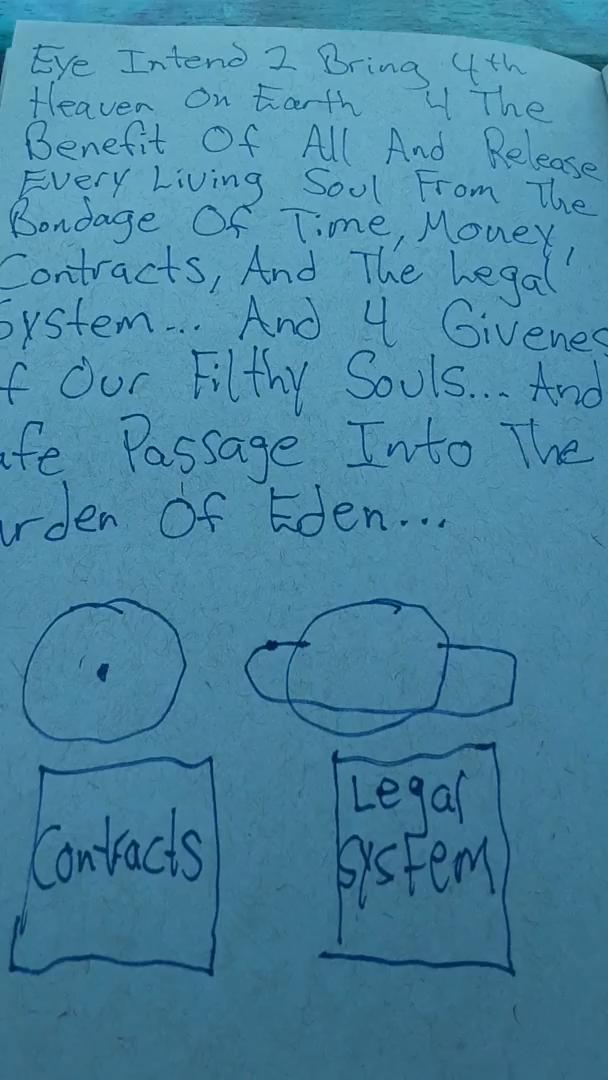 Eye Intend 2 Bring 4th
Heaven On Earth 4 The
Benefit Of All And Release
Every Living Soul From The
Bondage Of Time, Money,
Contracts, And The Legal
System... And 4 Givenes
f Our Filthy Souls... And
afe Passage Into The
arden Of Eden...
Contracts
Legal
System